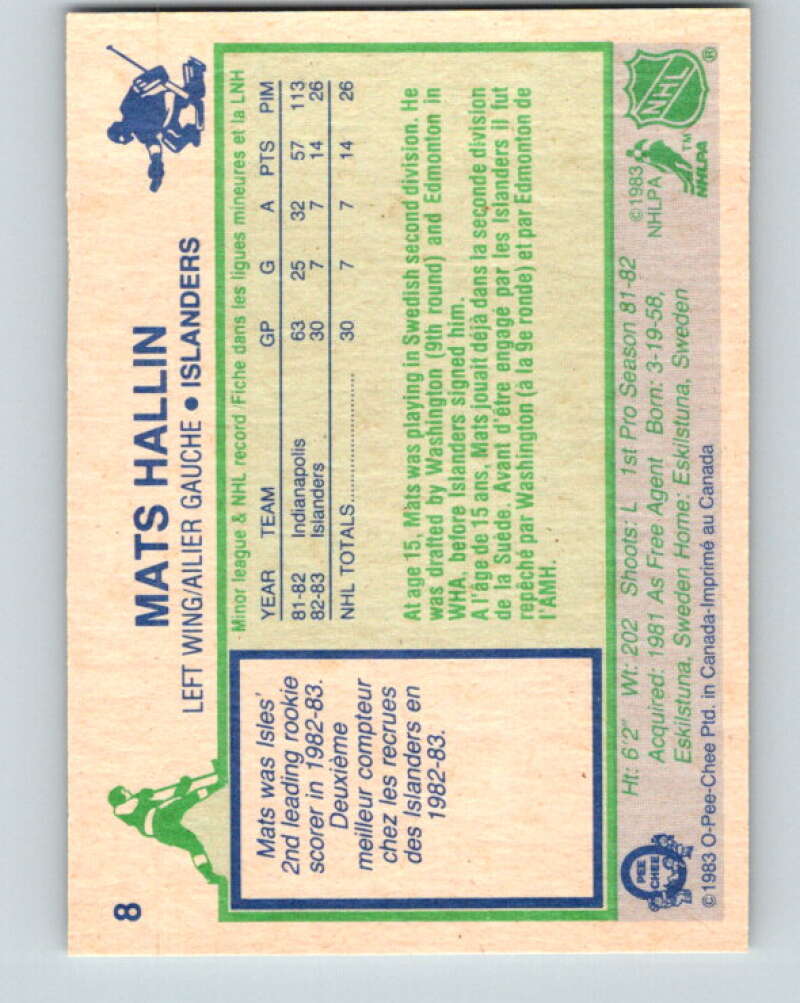 8
MATS HALLIN
LEFT WING/AILIER GAUCHE • ISLANDERS
Mats was Isles'
2nd leading rookie
scorer in 1982-83.
Deuxième
meilleur compteur
chez les recrues
des Islanders en
1982-83.
Minor league & NHL record/Fiche dans les ligues mineures et la LNH
YEAR TEAM GP G A PTS PIM
81-82 Indianapolis 63 25 32 57 113
82-83 Islanders 30 7 7 14 26
NHL TOTALS.................... 30 7 7 14 26
At age 15, Mats was playing in Swedish second division. He
was drafted by Washington (9th round) and Edmonton in
WHA, before Islanders signed him.
A l'âge de 15 ans, Mats jouait déjà dans la seconde division
de la Suède. Avant d'être engagé par les Islanders il fut
repêché par Washington (à la 9e ronde) et par Edmonton de
l'AMH.
Ht: 6'2" Wt: 202 Shoots: L 1st Pro Season 81-82
Acquired: 1981 As Free Agent Born: 3-19-58,
Eskilstuna, Sweden Home: Eskilstuna, Sweden
©1983 O-Pee-Chee Ptd. in Canada-Imprimé au Canada
O PEE CHEE
©1983
NHLPA
NHL ®
NHLPA ™